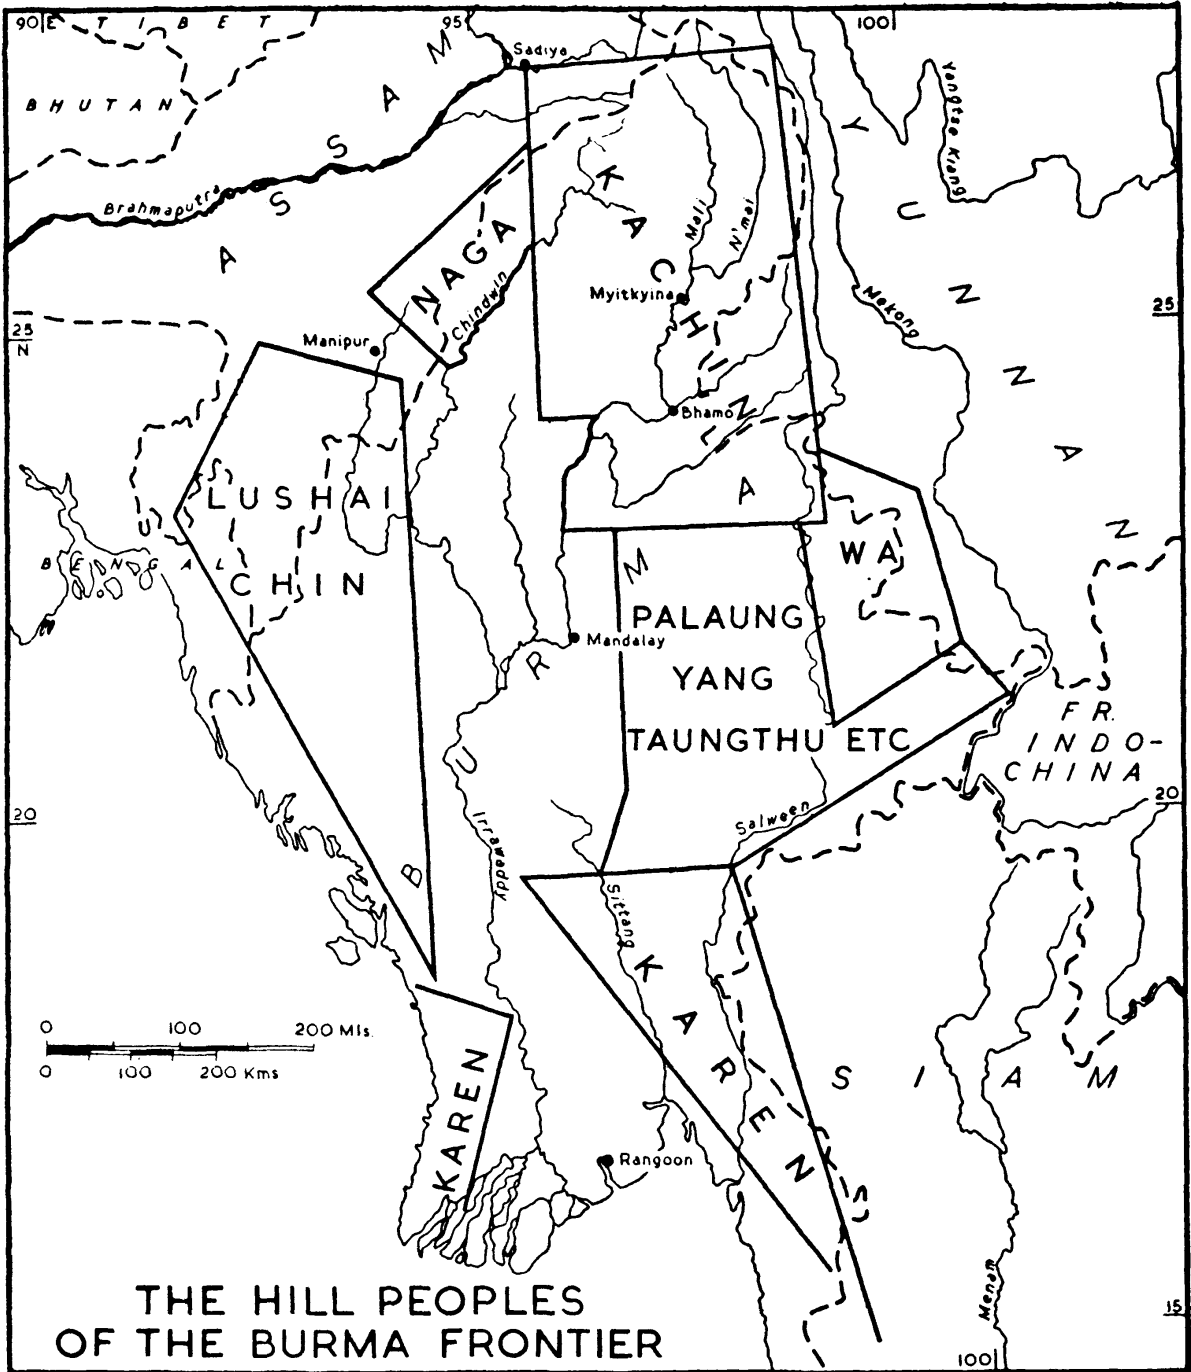 90
95
100
TIBET
BHUTAN
ASSAM
Sadiya
Brahmaputra
YUNNAN
Yangtse Kiang
KACHIN
Mali
N'mai
NAGA
Chindwin
Myitkyina
Mekong
25
N
25
Manipur
Bhamo
LUSHAI
CHIN
BENGAL
WA
BURMA
PALAUNG
YANG
TAUNGTHU ETC
Mandalay
FR.
INDO-
CHINA
20
20
Irrawaddy
Salween
Sittang
KAREN
KAREN
0 100 200 Mls.
0 100 200 Kms
SIAM
Rangoon
Menam
THE HILL PEOPLES
OF THE BURMA FRONTIER
15
100